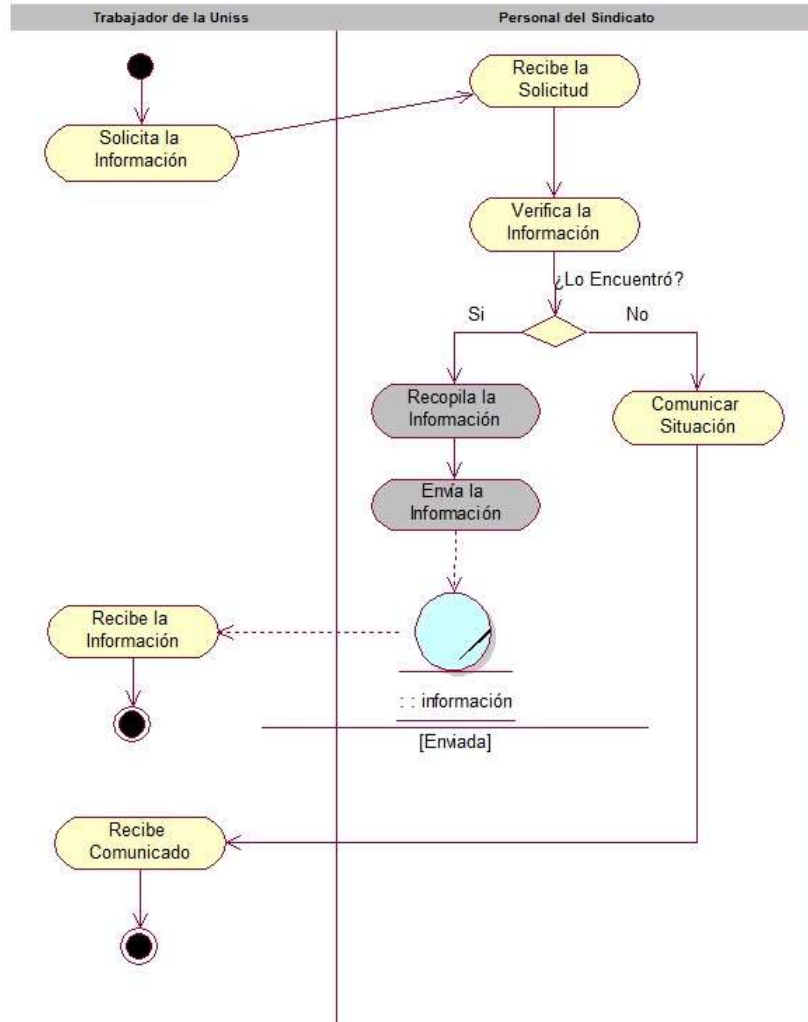 Trabajador de la Uniss
Personal del Sindicato
Recibe la
Solicitud
Solicita la
Información
Verifica la
Información
¿Lo Encuentró?
Si
No
Recopila la
Información
Comunicar
Situación
Envía la
Información
Recibe la
Información
: : información
[Enviada]
Recibe
Comunicado